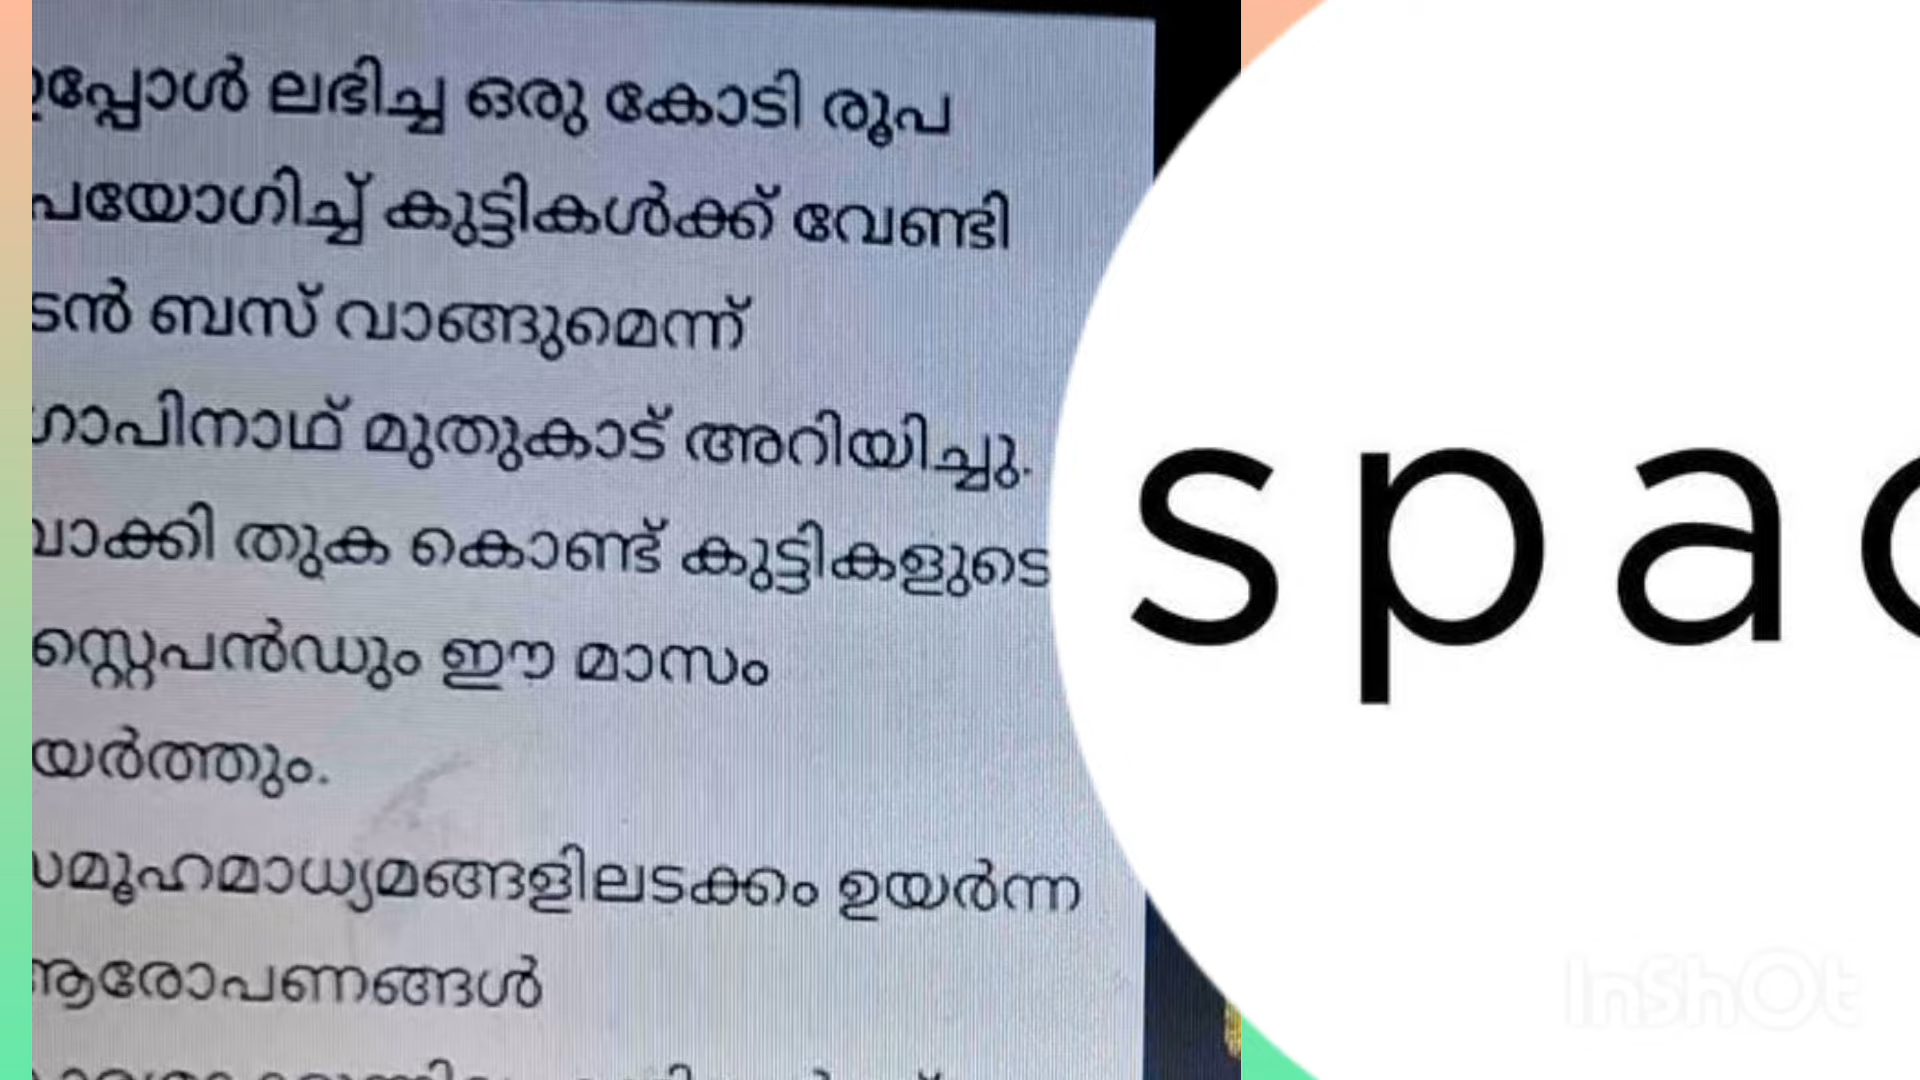 ഇപ്പോൾ ലഭിച്ച ഒരു കോടി രൂപ
പയോഗിച്ച് കുട്ടികൾക്ക് വേണ്ടി
ടൻ ബസ് വാങ്ങുമെന്ന്
ഗോപിനാഥ് മുതുകാട് അറിയിച്ചു.
ബാക്കി തുക കൊണ്ട് കുട്ടികളുടെ
സ്റ്റൈപൻഡും ഈ മാസം
യർത്തും.
സമൂഹമാധ്യമങ്ങളിലടക്കം ഉയർന്ന
ആരോപണങ്ങൾ
spac
InShOt